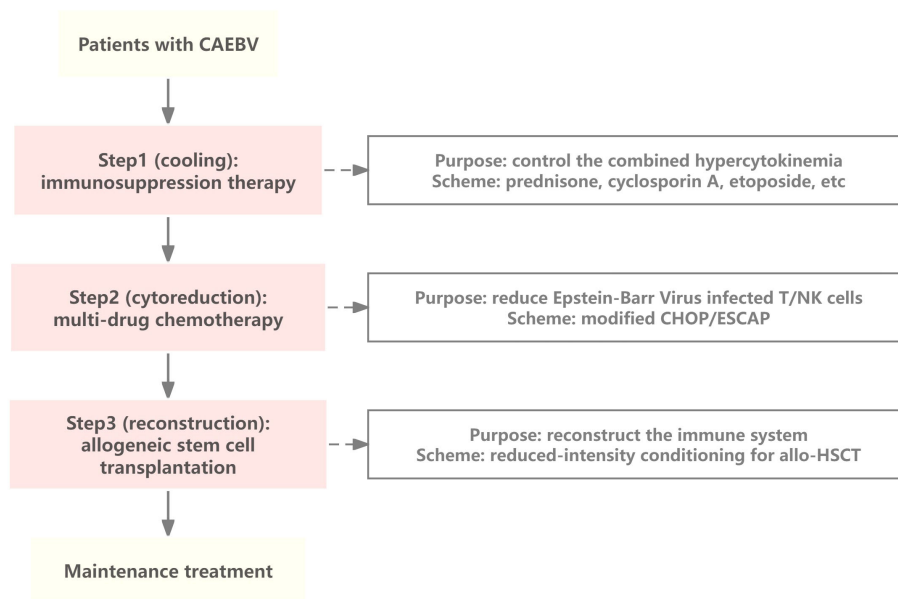 Patients with CAEBV
Step1 (cooling):
immunosuppression therapy
Purpose: control the combined hypercytokinemia
Scheme: prednisone, cyclosporin A, etoposide, etc
Step2 (cytoreduction):
multi-drug chemotherapy
Purpose: reduce Epstein-Barr Virus infected T/NK cells
Scheme: modified CHOP/ESCAP
Step3 (reconstruction):
allogeneic stem cell
transplantation
Purpose: reconstruct the immune system
Scheme: reduced-intensity conditioning for allo-HSCT
Maintenance treatment